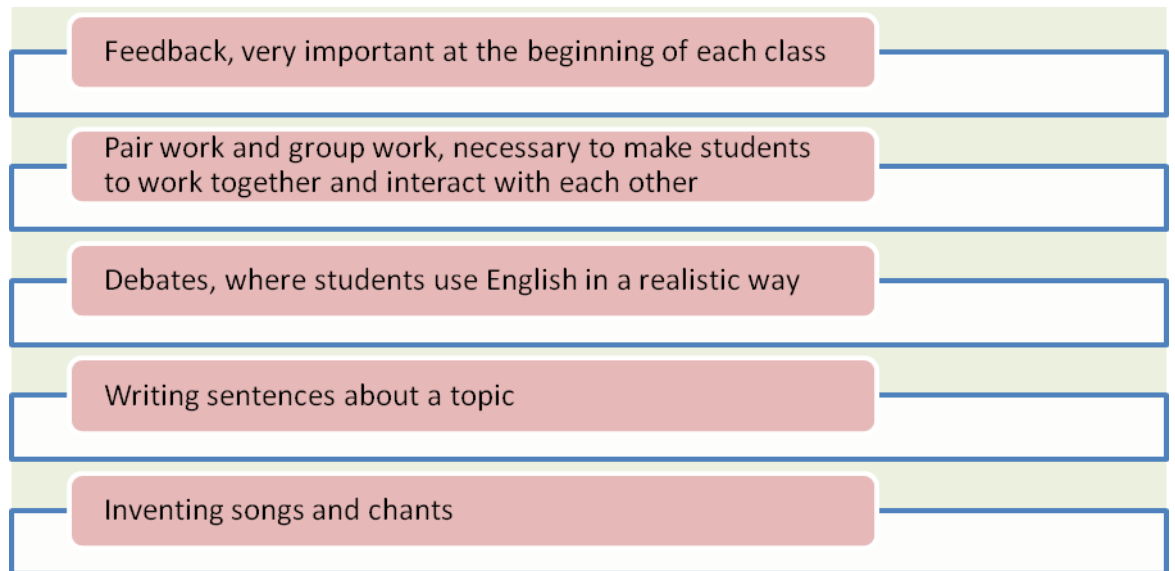 Feedback, very important at the beginning of each class
Pair work and group work, necessary to make students
to work together and interact with each other
Debates, where students use English in a realistic way
Writing sentences about a topic
Inventing songs and chants